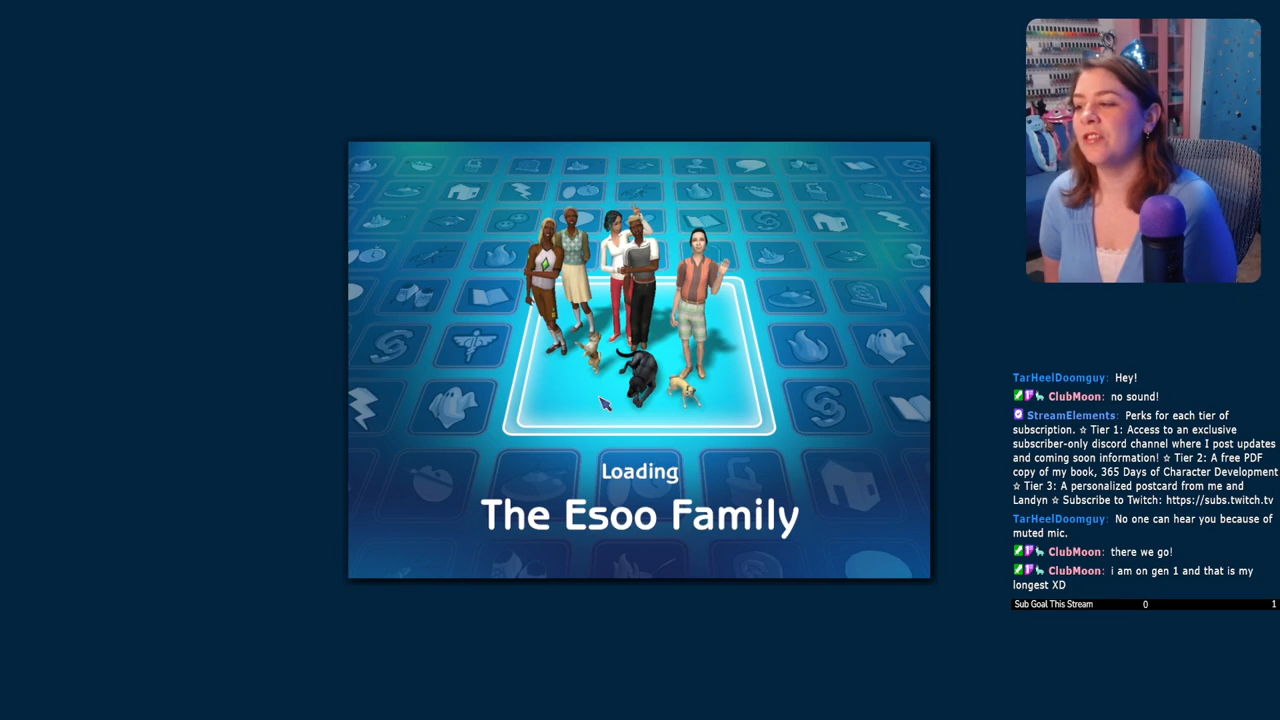 Loading
The Esoo Family
TarHeelDoomguy: Hey!
ClubMoon: no sound!
StreamElements: Perks for each tier of
subscription. ☆ Tier 1: Access to an exclusive
subscriber-only discord channel where I post updates
and coming soon information! ☆ Tier 2: A free PDF
copy of my book, 365 Days of Character Development
☆ Tier 3: A personalized postcard from me and
Landyn ☆ Subscribe to Twitch: https://subs.twitch.tv
TarHeelDoomguy: No one can hear you because of
muted mic.
ClubMoon: there we go!
ClubMoon: i am on gen 1 and that is my
longest XD
Sub Goal This Stream 0 1